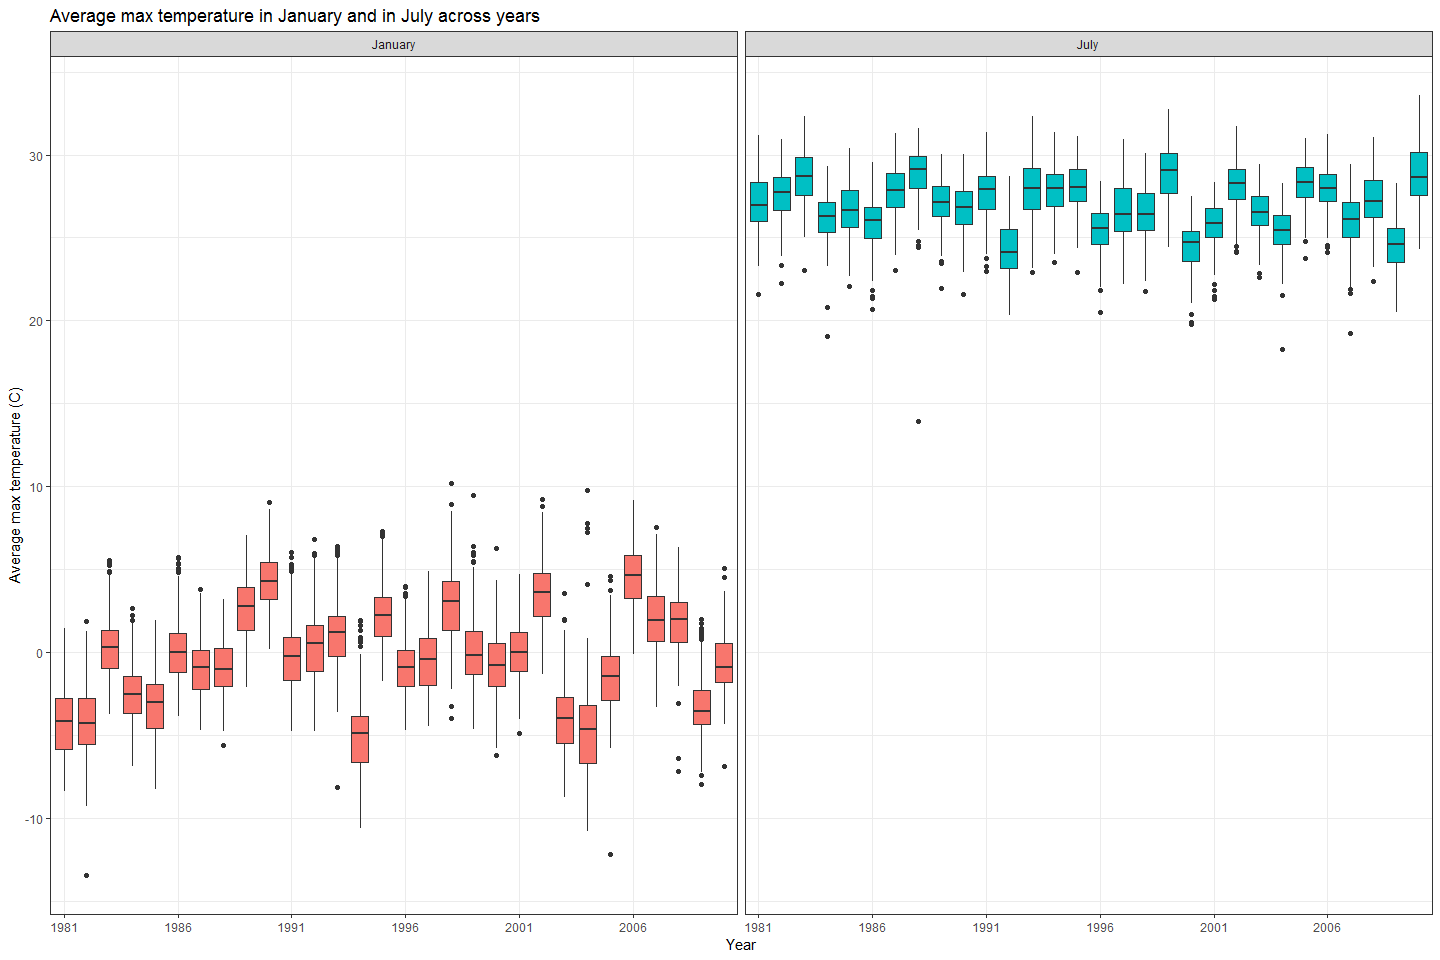 Average max temperature in January and in July across years
January
July
Average max temperature (C)
30
20
10
0
-10
1981 1986 1991 1996 2001 2006
1981 1986 1991 1996 2001 2006
Year